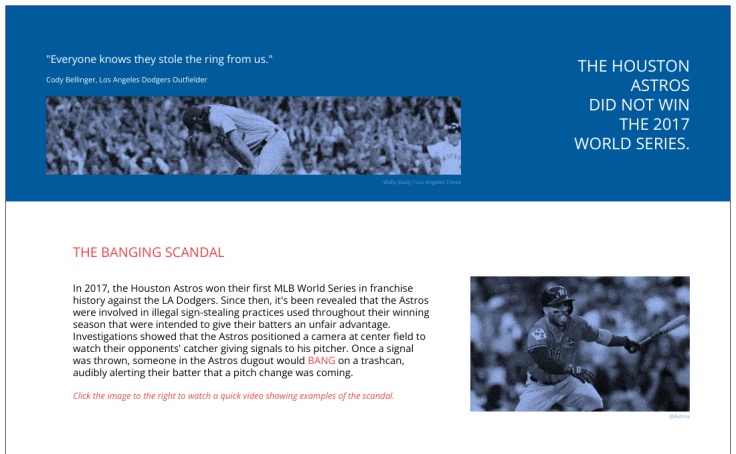 "Everyone knows they stole the ring from us."
Cody Bellinger, Los Angeles Dodgers Outfielder
Wally Skalij / Los Angeles Times
THE HOUSTON
ASTROS
DID NOT WIN
THE 2017
WORLD SERIES.
THE BANGING SCANDAL
In 2017, the Houston Astros won their first MLB World Series in franchise
history against the LA Dodgers. Since then, it's been revealed that the Astros
were involved in illegal sign-stealing practices used throughout their winning
season that were intended to give their batters an unfair advantage.
Investigations showed that the Astros positioned a camera at center field to
watch their opponents' catcher giving signals to his pitcher. Once a signal
was thrown, someone in the Astros dugout would BANG on a trashcan,
audibly alerting their batter that a pitch change was coming.
Click the image to the right to watch a quick video showing examples of the scandal.
@Astros